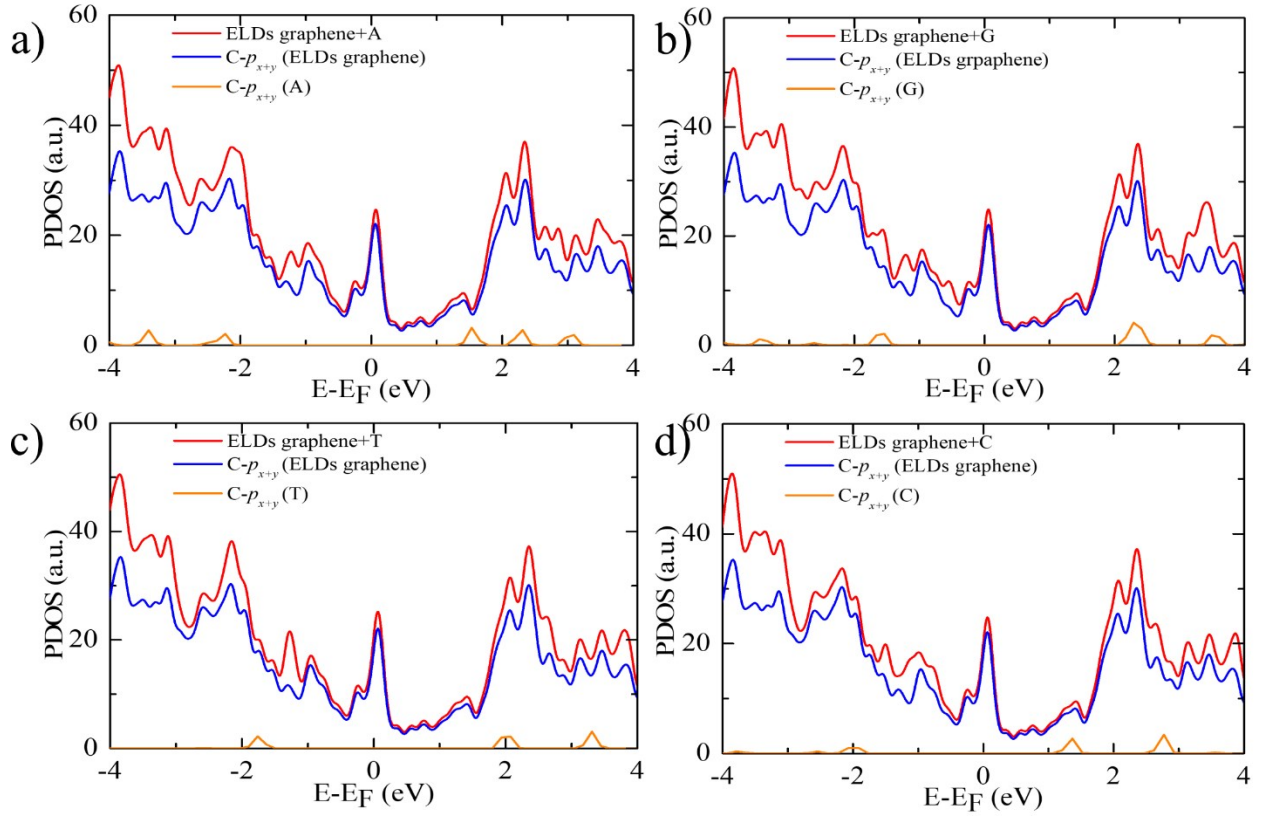 a)
60
40
20
0
PDOS (a.u.)
ELDs graphene+A
C-px+y (ELDs graphene)
C-px+y (A)
-4 -2 0 2 4
E-EF (eV)
b)
60
40
20
0
PDOS (a.u.)
ELDs graphene+G
C-px+y (ELDs grpaphene)
C-px+y (G)
-4 -2 0 2 4
E-EF (eV)
c)
60
40
20
0
PDOS (a.u.)
ELDs graphene+T
C-px+y (ELDs graphene)
C-px+y (T)
-4 -2 0 2 4
E-EF (eV)
d)
60
40
20
0
PDOS (a.u.)
ELDs graphene+C
C-px+y (ELDs graphene)
C-px+y (C)
-4 -2 0 2 4
E-EF (eV)